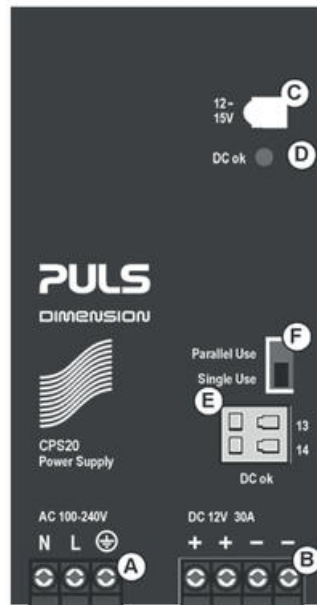 C
12–
15V
DC ok
D
PULS
DIMENSION
F
Parallel Use
Single Use
E
13
14
CPS20
Power Supply
DC ok
AC 100-240V
DC 12V 30A
N L
+ + – –
A
B